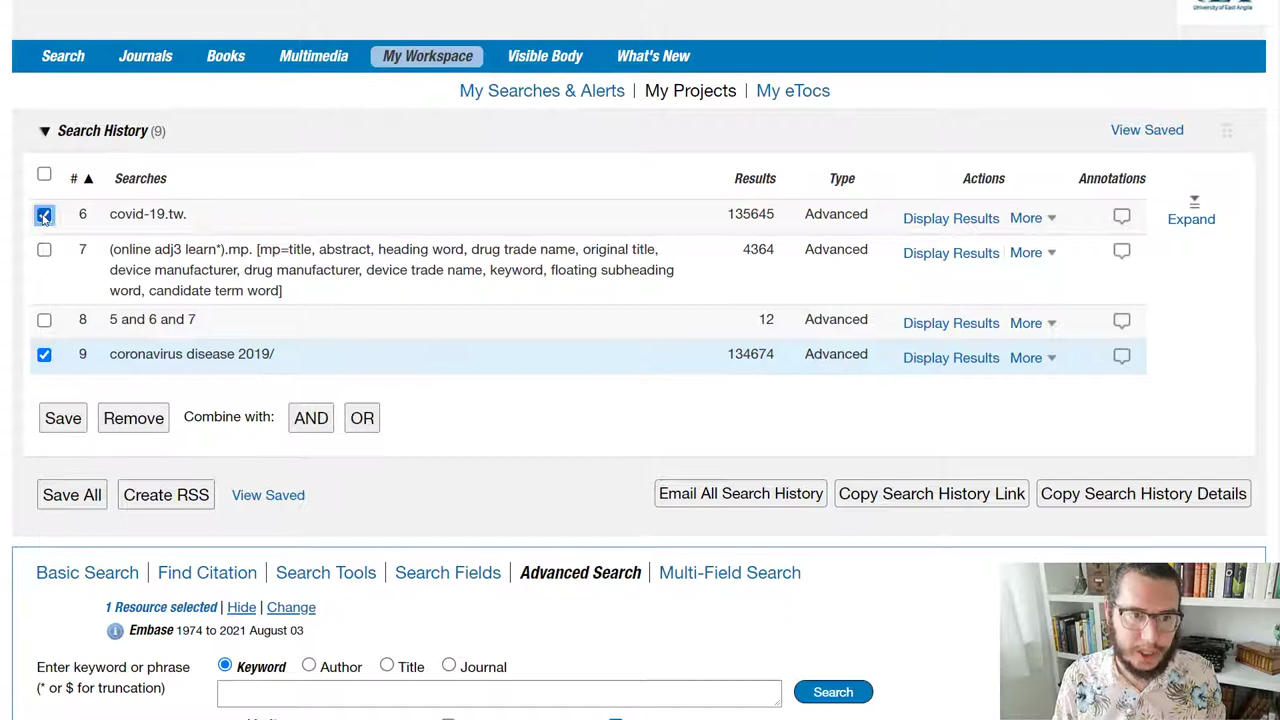 University of East Anglia
Search Journals Books Multimedia My Workspace Visible Body What's New
My Searches & Alerts | My Projects | My eTocs
▼ Search History (9) View Saved
# ▲ Searches Results Type Actions Annotations
6 covid-19.tw. 135645 Advanced Display Results More ▼
Expand
7 (online adj3 learn*).mp. [mp=title, abstract, heading word, drug trade name, original title, 4364 Advanced Display Results More ▼
device manufacturer, drug manufacturer, device trade name, keyword, floating subheading
word, candidate term word]
8 5 and 6 and 7 12 Advanced Display Results More ▼
9 coronavirus disease 2019/ 134674 Advanced Display Results More ▼
Save Remove Combine with: AND OR
Save All Create RSS View Saved Email All Search History Copy Search History Link Copy Search History Details
Basic Search | Find Citation | Search Tools | Search Fields | Advanced Search | Multi-Field Search
1 Resource selected | Hide | Change
Embase 1974 to 2021 August 03
Enter keyword or phrase Keyword Author Title Journal
(* or $ for truncation) Search